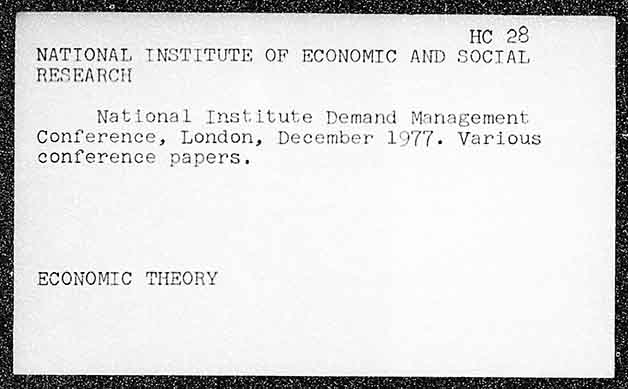 HC 28
NATIONAL INSTITUTE OF ECONOMIC AND SOCIAL
RESEARCH
National Institute Demand Management
Conference, London, December 1977. Various
conference papers.
ECONOMIC THEORY